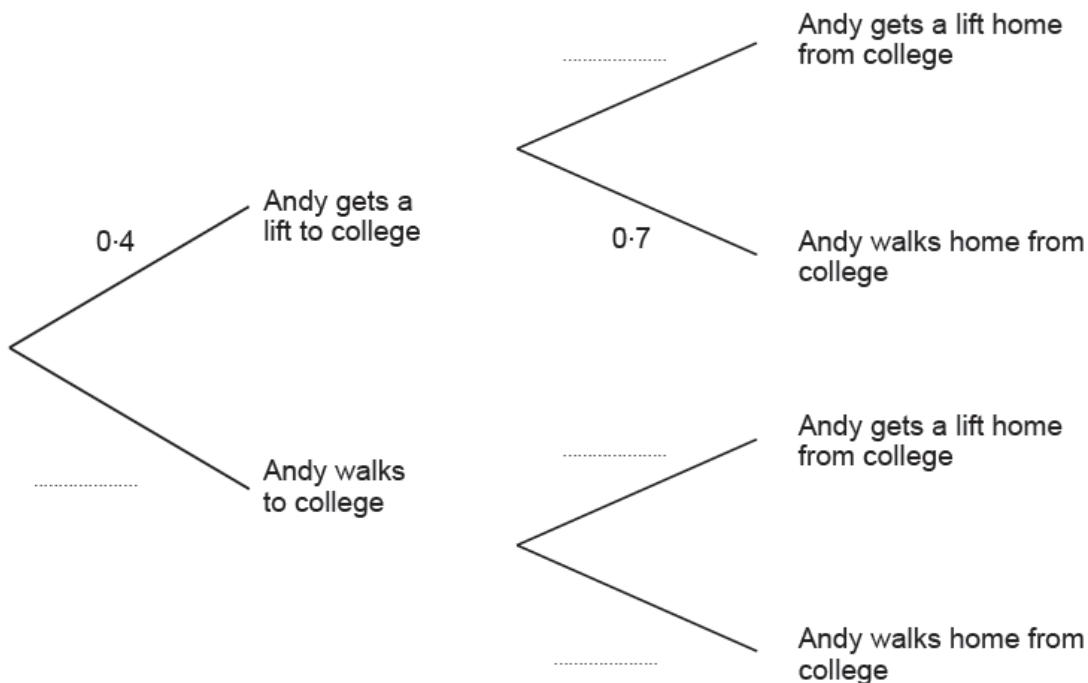 Andy gets a lift home
from college
Andy gets a
lift to college
0·4
0·7
Andy walks home from
college
Andy gets a lift home
from college
Andy walks
to college
Andy walks home from
college